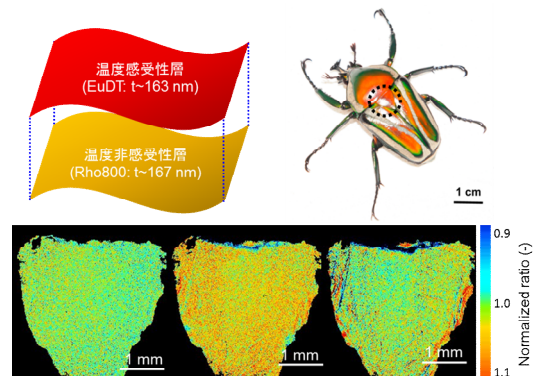 温度感受性層
(EuDT: t~163 nm)
温度非感受性層
(Rho800: t~167 nm)
1 cm
0.9
1.0
1.1
Normalized ratio (-)
1 mm
1 mm
1 mm